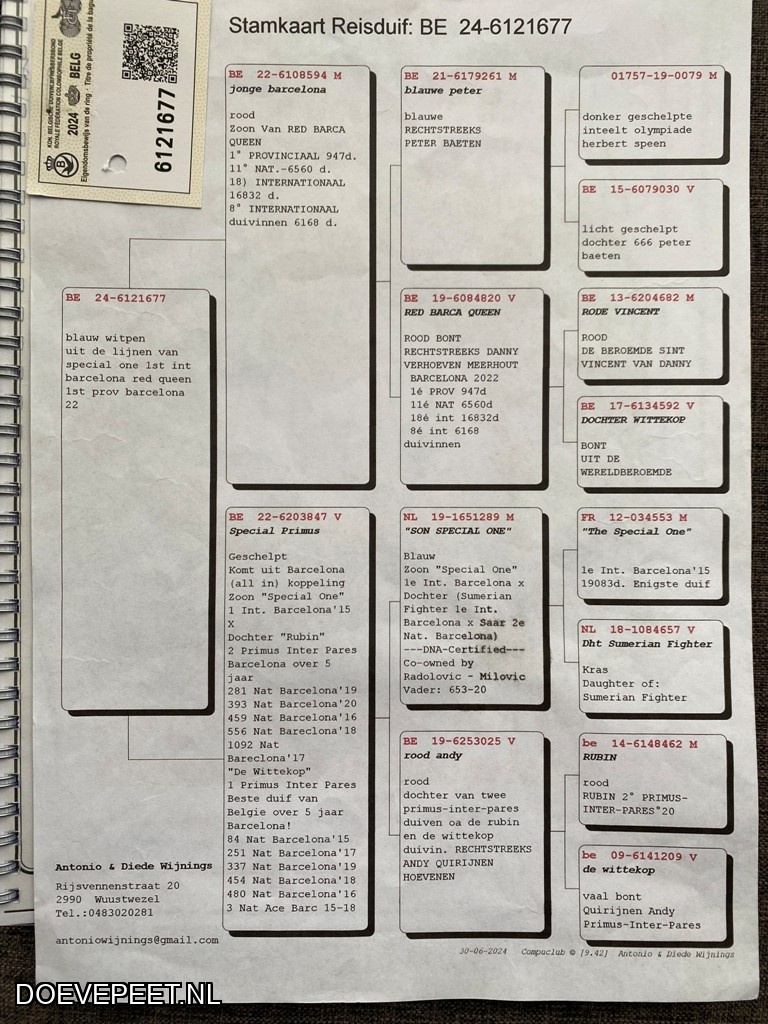 Stamkaart Reisduif: BE 24-6121677
KON. BELGISCHE DUIVENLIEFHEBBERSBOND
ROYALE FÉDÉRATION COLOMBOPHILE BELGE
2024 BELG
Eigendomsbewijs van de ring - Titre de propriété de la bague
6121677
BE 24-6121677
blauw witpen
uit de lijnen van
special one 1st int
barcelona red queen
1st prov barcelona
22
BE 22-6108594 M
jonge barcelona
rood
Zoon Van RED BARCA
QUEEN
1° PROVINCIAAL 947d.
11° NAT.-6560 d.
18) INTERNATIONAAL
16832 d.
8° INTERNATIONAAL
duivinnen 6168 d.
BE 22-6203847 V
Special Primus
Geschelpt
Komt uit Barcelona
(all in) koppeling
Zoon "Special One"
1 Int. Barcelona'15
X
Dochter "Rubin"
2 Primus Inter Pares
Barcelona over 5
jaar
281 Nat Barcelona'19
393 Nat Barcelona'20
459 Nat Barcelona'16
556 Nat Bareclona'18
1092 Nat
Bareclona'17
"De Wittekop"
1 Primus Inter Pares
Beste duif van
Belgie over 5 jaar
Barcelona!
84 Nat Barcelona'15
251 Nat Barcelona'17
337 Nat Barcelona'19
454 Nat Barcelona'18
480 Nat Barcelona'16
3 Nat Ace Barc 15-18
BE 21-6179261 M
blauwe peter
blauwe
RECHTSTREEKS
PETER BAETEN
BE 19-6084820 V
RED BARCA QUEEN
ROOD BONT
RECHTSTREEKS DANNY
VERHOEVEN MEERHOUT
BARCELONA 2022
1é PROV 947d
11é NAT 6560d
18é int 16832d
8é int 6168
duivinnen
NL 19-1651289 M
"SON SPECIAL ONE"
Blauw
Zoon "Special One"
1e Int. Barcelona x
Dochter (Sumerian
Fighter 1e Int.
Barcelona x Saar 2e
Nat. Barcelona)
---DNA-Certified---
Co-owned by
Radolovic - Milovic
Vader: 653-20
BE 19-6253025 V
rood andy
rood
dochter van twee
primus-inter-pares
duiven oa de rubin
en de wittekop
duivin. RECHTSTREEKS
ANDY QUIRIJNEN
HOEVENEN
01757-19-0079 M
donker geschelpte
inteelt olympiade
herbert speen
BE 15-6079030 V
licht geschelpt
dochter 666 peter
baeten
BE 13-6204682 M
RODE VINCENT
ROOD
DE BEROEMDE SINT
VINCENT VAN DANNY
BE 17-6134592 V
DOCHTER WITTEKOP
BONT
UIT DE
WERELDBEROEMDE
FR 12-034553 M
"The Special One"
1e Int. Barcelona'15
19083d. Enigste duif
NL 18-1084657 V
Dht Sumerian Fighter
Kras
Daughter of:
Sumerian Fighter
be 14-6148462 M
RUBIN
rood
RUBIN 2° PRIMUS-
INTER-PARES°20
be 09-6141209 V
de wittekop
vaal bont
Quirijnen Andy
Primus-Inter-Pares
Antonio & Diede Wijnings
Rijsvennenstraat 20
2990 Wuustwezel
Tel.:0483020281
antoniowijnings@gmail.com
30-06-2024 Compuclub © [9.42] Antonio & Diede Wijnings
DOEVEPEET.NL